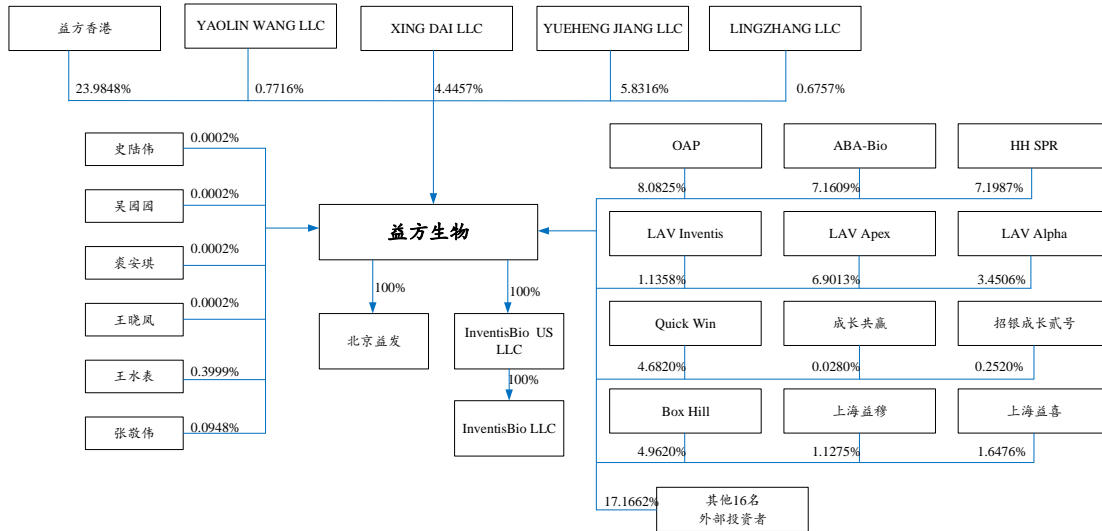 益方香港
YAOLIN WANG LLC
XING DAI LLC
YUEHENG JIANG LLC
LINGZHANG LLC
23.9848%
0.7716%
4.4457%
5.8316%
0.6757%
史陆伟
0.0002%
吴园园
0.0002%
裘安琪
0.0002%
王晓凤
0.0002%
王水表
0.3999%
张敬伟
0.0948%
益方生物
100%
100%
北京益发
InventisBio US
LLC
100%
InventisBio LLC
OAP
ABA-Bio
HH SPR
8.0825%
7.1609%
7.1987%
LAV Inventis
LAV Apex
LAV Alpha
1.1358%
6.9013%
3.4506%
Quick Win
成长共赢
招银成长贰号
4.6820%
0.0280%
0.2520%
Box Hill
上海益穆
上海益喜
4.9620%
1.1275%
1.6476%
17.1662%
其他16名
外部投资者